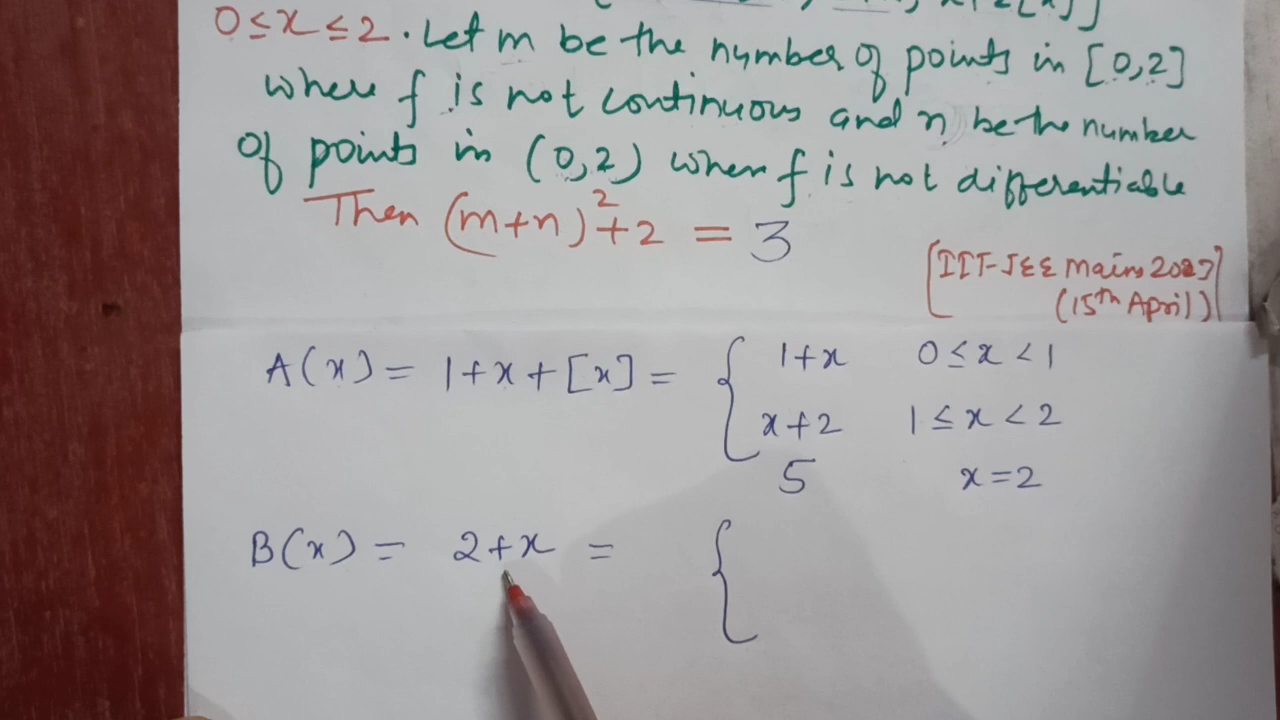 x+2[x]}
0≤x≤2. Let m be the number of points in [0,2]
where f is not continuous and n be the number
of points in (0,2) when f is not differentiable
Then (m+n)²+2 = 3
[IIT-JEE Mains 2023
(15th April)]
A(x) = 1+x+[x] = { 1+x 0≤x<1
x+2 1≤x<2
5 x=2
B(x) = 2+x = {